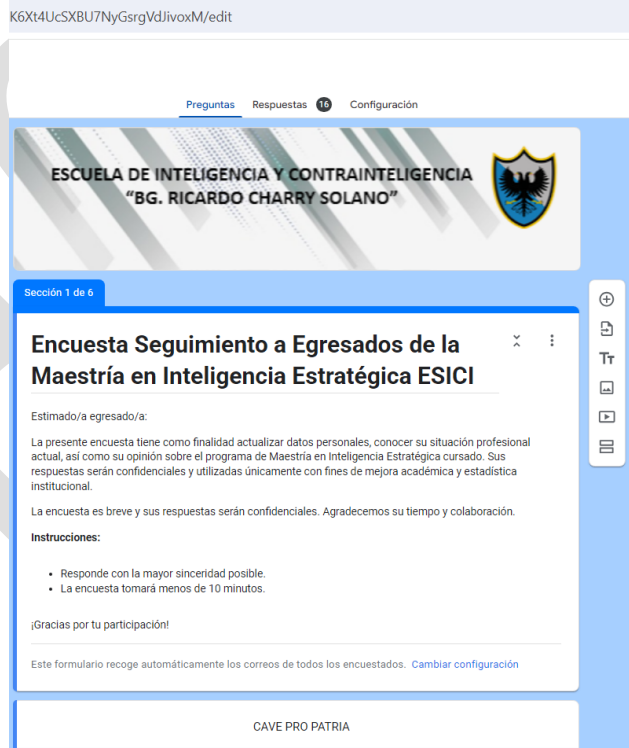 K6Xt4UcSXBU7NyGsrgVdJivoxM/edit
Preguntas Respuestas 16 Configuración
ESCUELA DE INTELIGENCIA Y CONTRAINTELIGENCIA
“BG. RICARDO CHARRY SOLANO”
Sección 1 de 6
Encuesta Seguimiento a Egresados de la
Maestría en Inteligencia Estratégica ESICI
Estimado/a egresado/a:
La presente encuesta tiene como finalidad actualizar datos personales, conocer su situación profesional
actual, así como su opinión sobre el programa de Maestría en Inteligencia Estratégica cursado. Sus
respuestas serán confidenciales y utilizadas únicamente con fines de mejora académica y estadística
institucional.
La encuesta es breve y sus respuestas serán confidenciales. Agradecemos su tiempo y colaboración.
Instrucciones:
• Responde con la mayor sinceridad posible.
• La encuesta tomará menos de 10 minutos.
¡Gracias por tu participación!
Este formulario recoge automáticamente los correos de todos los encuestados. Cambiar configuración
CAVE PRO PATRIA
Tт